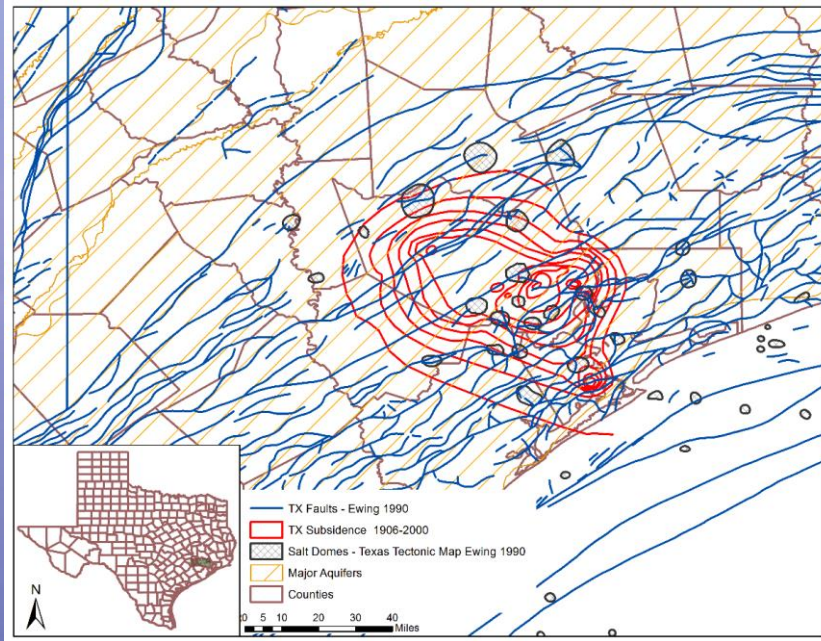 N
TX Faults - Ewing 1990
TX Subsidence 1906-2000
Salt Domes - Texas Tectonic Map Ewing 1990
Major Aquifers
Counties
0 5 10 20 30 40
Miles